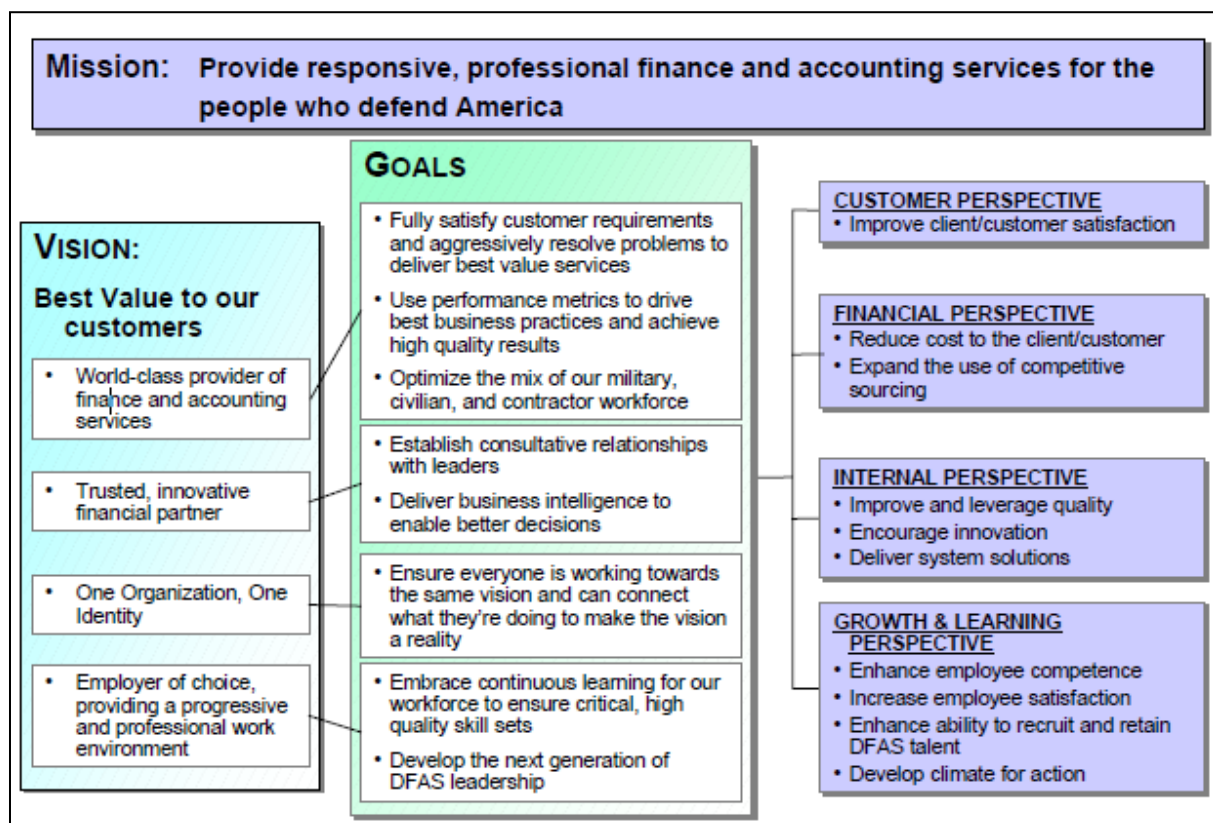 Mission: Provide responsive, professional finance and accounting services for the
people who defend America
VISION:
Best Value to our
customers
• World-class provider of
finance and accounting
services
• Trusted, innovative
financial partner
• One Organization, One
Identity
• Employer of choice,
providing a progressive
and professional work
environment
GOALS
• Fully satisfy customer requirements
and aggressively resolve problems to
deliver best value services
• Use performance metrics to drive
best business practices and achieve
high quality results
• Optimize the mix of our military,
civilian, and contractor workforce
• Establish consultative relationships
with leaders
• Deliver business intelligence to
enable better decisions
• Ensure everyone is working towards
the same vision and can connect
what they're doing to make the vision
a reality
• Embrace continuous learning for our
workforce to ensure critical, high
quality skill sets
• Develop the next generation of
DFAS leadership
CUSTOMER PERSPECTIVE
• Improve client/customer satisfaction
FINANCIAL PERSPECTIVE
• Reduce cost to the client/customer
• Expand the use of competitive
sourcing
INTERNAL PERSPECTIVE
• Improve and leverage quality
• Encourage innovation
• Deliver system solutions
GROWTH & LEARNING
PERSPECTIVE
• Enhance employee competence
• Increase employee satisfaction
• Enhance ability to recruit and retain
DFAS talent
• Develop climate for action